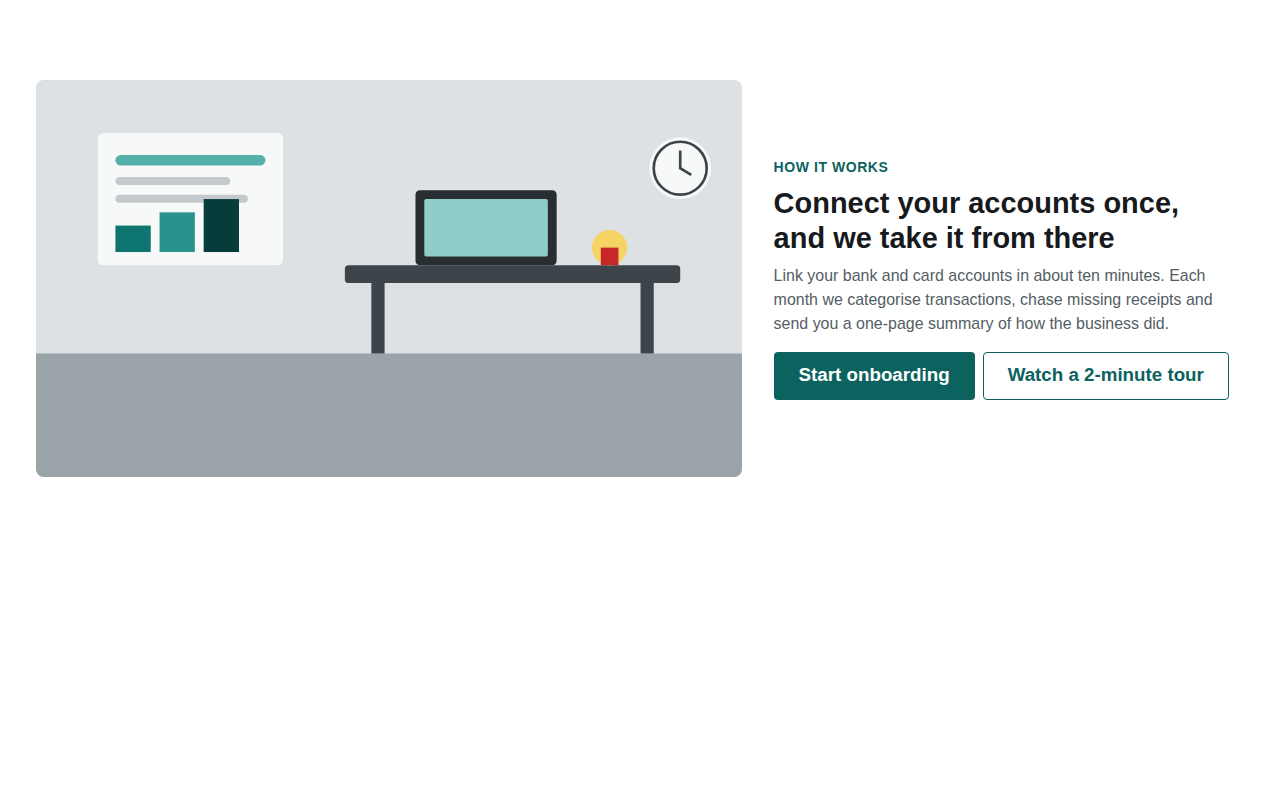 HOW IT WORKS
Connect your accounts once,
and we take it from there
Link your bank and card accounts in about ten minutes. Each
month we categorise transactions, chase missing receipts and
send you a one-page summary of how the business did.
Start onboarding
Watch a 2-minute tour